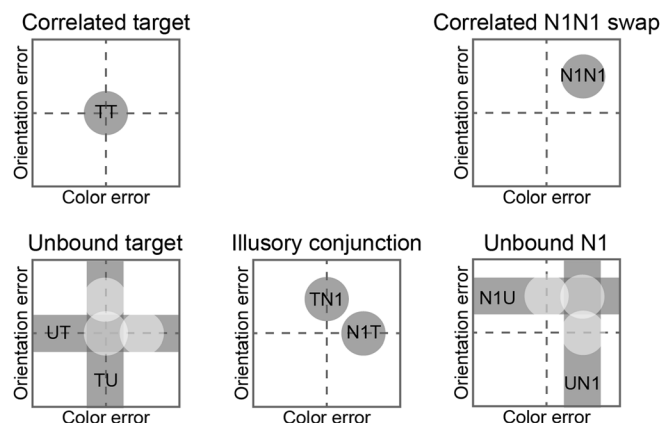 Correlated target
Correlated N1N1 swap
Orientation error
TT
Color error
Orientation error
N1N1
Color error
Unbound target
Illusory conjunction
Unbound N1
Orientation error
UT
TU
Color error
Orientation error
TN1
N1T
Color error
Orientation error
N1U
UN1
Color error